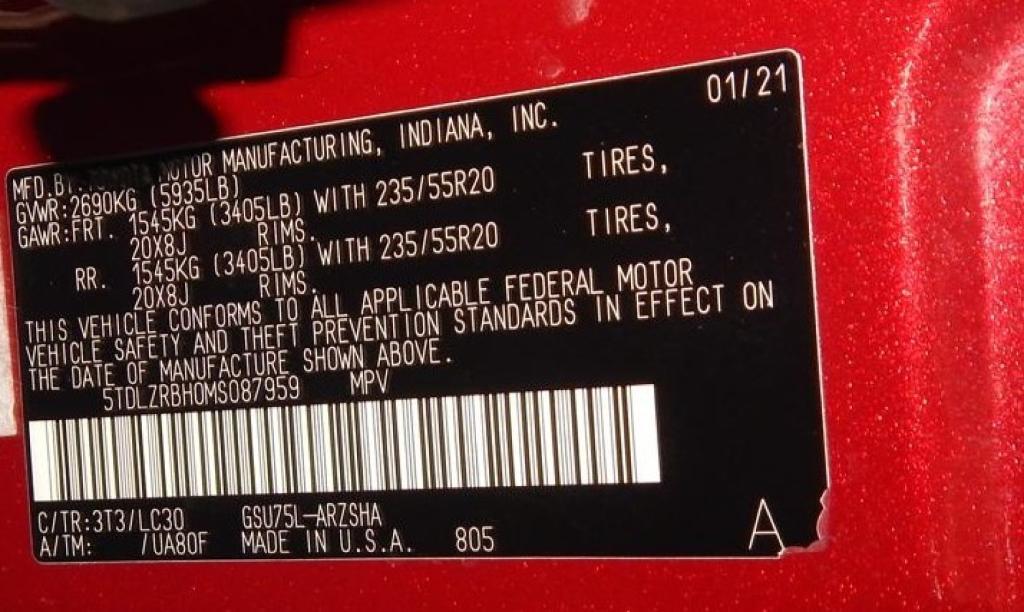 01/21
MFD.BY:TOYOTA MOTOR MANUFACTURING, INDIANA, INC.
GVWR:2690KG (5935LB)
GAWR:FRT. 1545KG (3405LB) WITH 235/55R20 TIRES,
20X8J RIMS.
RR. 1545KG (3405LB) WITH 235/55R20 TIRES,
20X8J RIMS.
THIS VEHICLE CONFORMS TO ALL APPLICABLE FEDERAL MOTOR
VEHICLE SAFETY AND THEFT PREVENTION STANDARDS IN EFFECT ON
THE DATE OF MANUFACTURE SHOWN ABOVE.
5TDLZRBH0MS087959 MPV
C/TR:3T3/LC30 GSU75L-ARZSHA
A/TM: /UA80F MADE IN U.S.A. 805 A